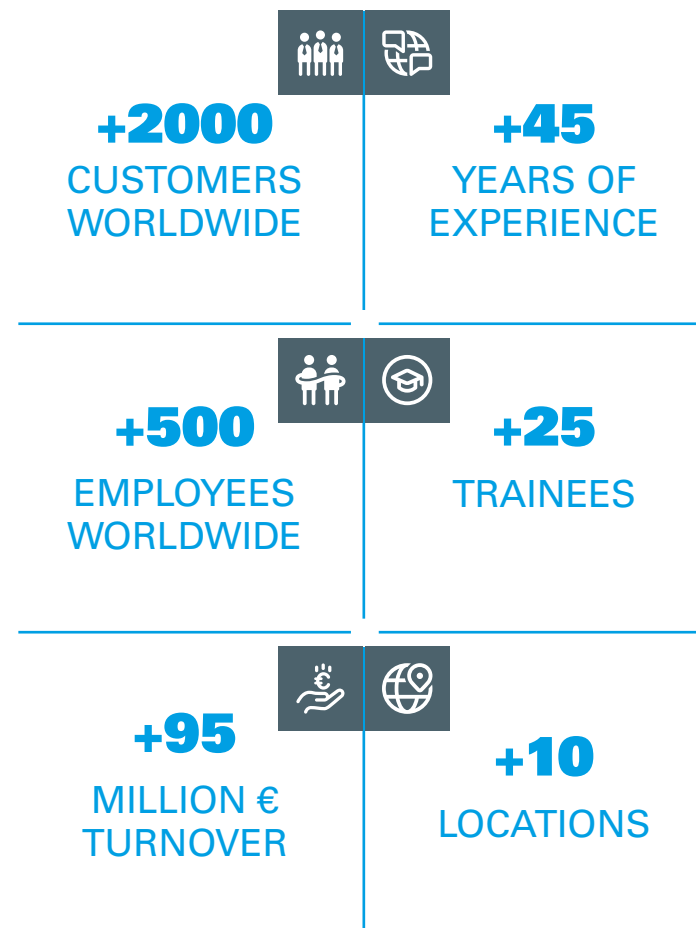 +2000
CUSTOMERS
WORLDWIDE
+45
YEARS OF
EXPERIENCE
+500
EMPLOYEES
WORLDWIDE
+25
TRAINEES
€
+95
MILLION €
TURNOVER
+10
LOCATIONS